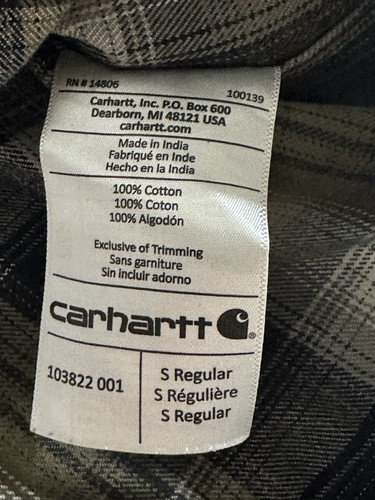 RN # 14806
100139
Carhartt, Inc. P.O. Box 600
Dearborn, MI 48121 USA
carhartt.com
Made in India
Fabriqué en Inde
Hecho en la India
100% Cotton
100% Coton
100% Algodón
Exclusive of Trimming
Sans garniture
Sin incluir adorno
carhartt ®
103822 001
S Regular
S Régulière
S Regular